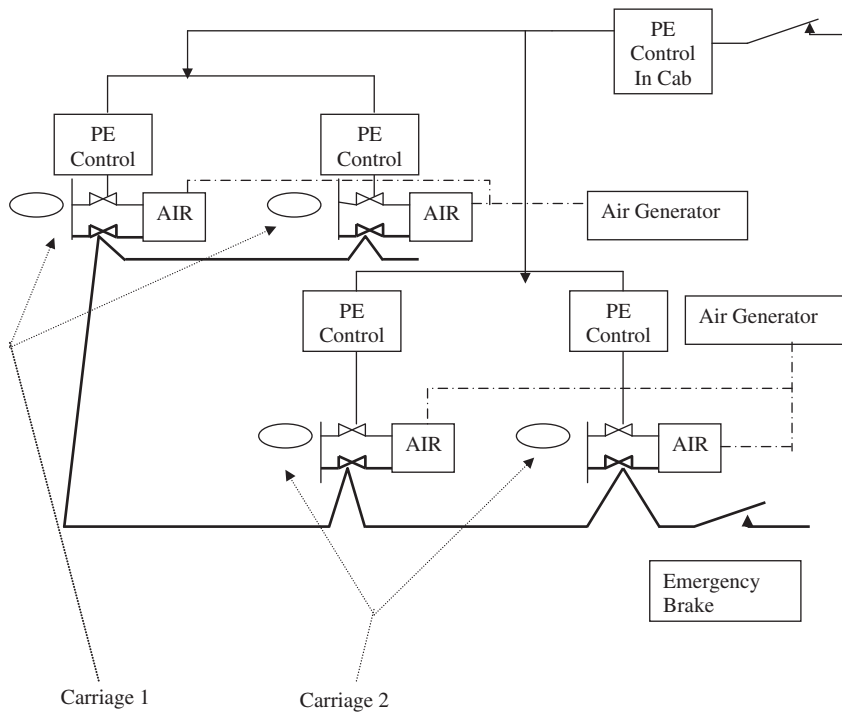 PE
Control
In Cab
PE
Control
PE
Control
AIR
AIR
Air Generator
PE
Control
PE
Control
Air Generator
AIR
AIR
Emergency
Brake
Carriage 1
Carriage 2